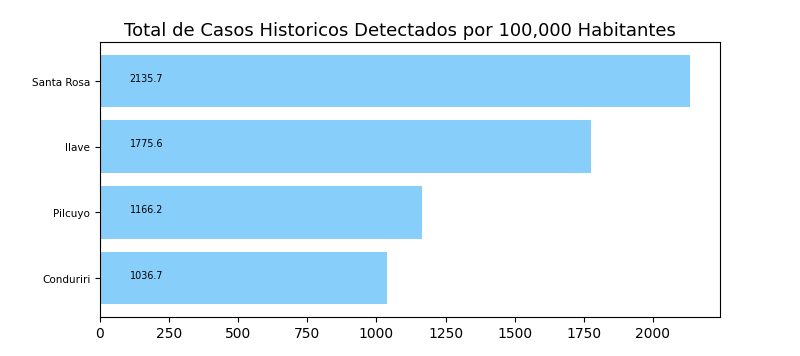 Total de Casos Historicos Detectados por 100,000 Habitantes
Santa Rosa 2135.7
Ilave 1775.6
Pilcuyo 1166.2
Conduriri 1036.7
0 250 500 750 1000 1250 1500 1750 2000